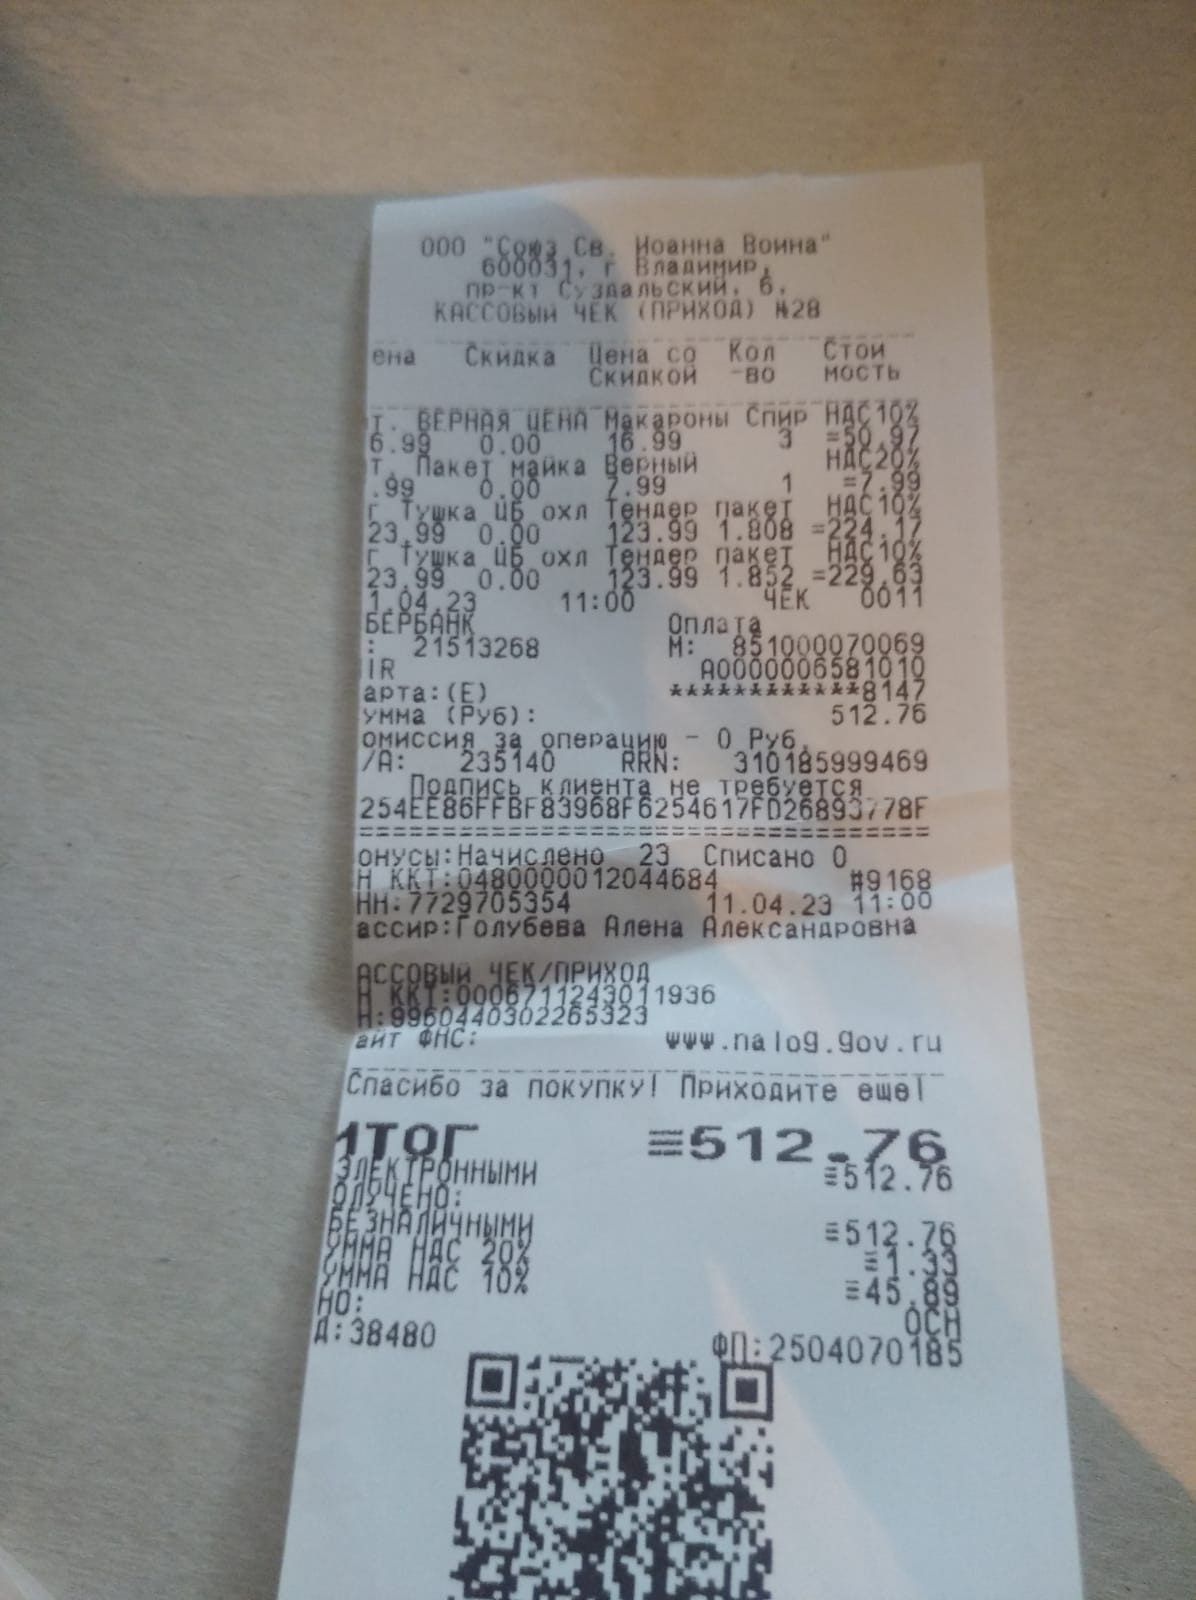 ООО "Союз Св. Иоанна Воина"
600031, г Владимир,
пр-кт Суздальский, 6,
КАССОВЫЙ ЧЕК (ПРИХОД) №28
ена Скидка Цена со Кол Стои
Скидкой -во мость
т. ВЕРНАЯ ЦЕНА Макароны Спир НДС10%
6.99 0.00 16.99 3 =50.97
т. Пакет майка Верный НДС20%
.99 0.00 7.99 1 =7.99
г Тушка ЦБ охл Тендер пакет НДС10%
23.99 0.00 123.99 1.808 =224.17
г Тушка ЦБ охл Тендер пакет НДС10%
23.99 0.00 123.99 1.852 =229.63
1.04.23 11:00 ЧЕК 0011
БЕРБАНК Оплата
: 21513268 М: 851000070069
IR A0000006581010
арта:(E) ************8147
умма (Руб): 512.76
омиссия за операцию - 0 Руб.
/А: 235140 RRN: 310185999469
Подпись клиента не требуется
254EE86FFBF83968F6254617FD26893778F
===================================
онусы:Начислено 23 Списано 0
Н ККТ:0480000012044684 #9168
НН:7729705354 11.04.23 11:00
ассир:Голубева Алена Александровна
АССОВЫЙ ЧЕК/ПРИХОД
Н ККТ:0006711243011936
Н:9960440302265323
айт ФНС: www.nalog.gov.ru
Спасибо за покупку! Приходите еще!
ИТОГ ≡512.76
ЭЛЕКТРОННЫМИ ≡512.76
ОЛУЧЕНО:
БЕЗНАЛИЧНЫМИ ≡512.76
УММА НДС 20% ≡1.33
УММА НДС 10% ≡45.89
НО: ОСН
Д:38480 ФП:2504070185